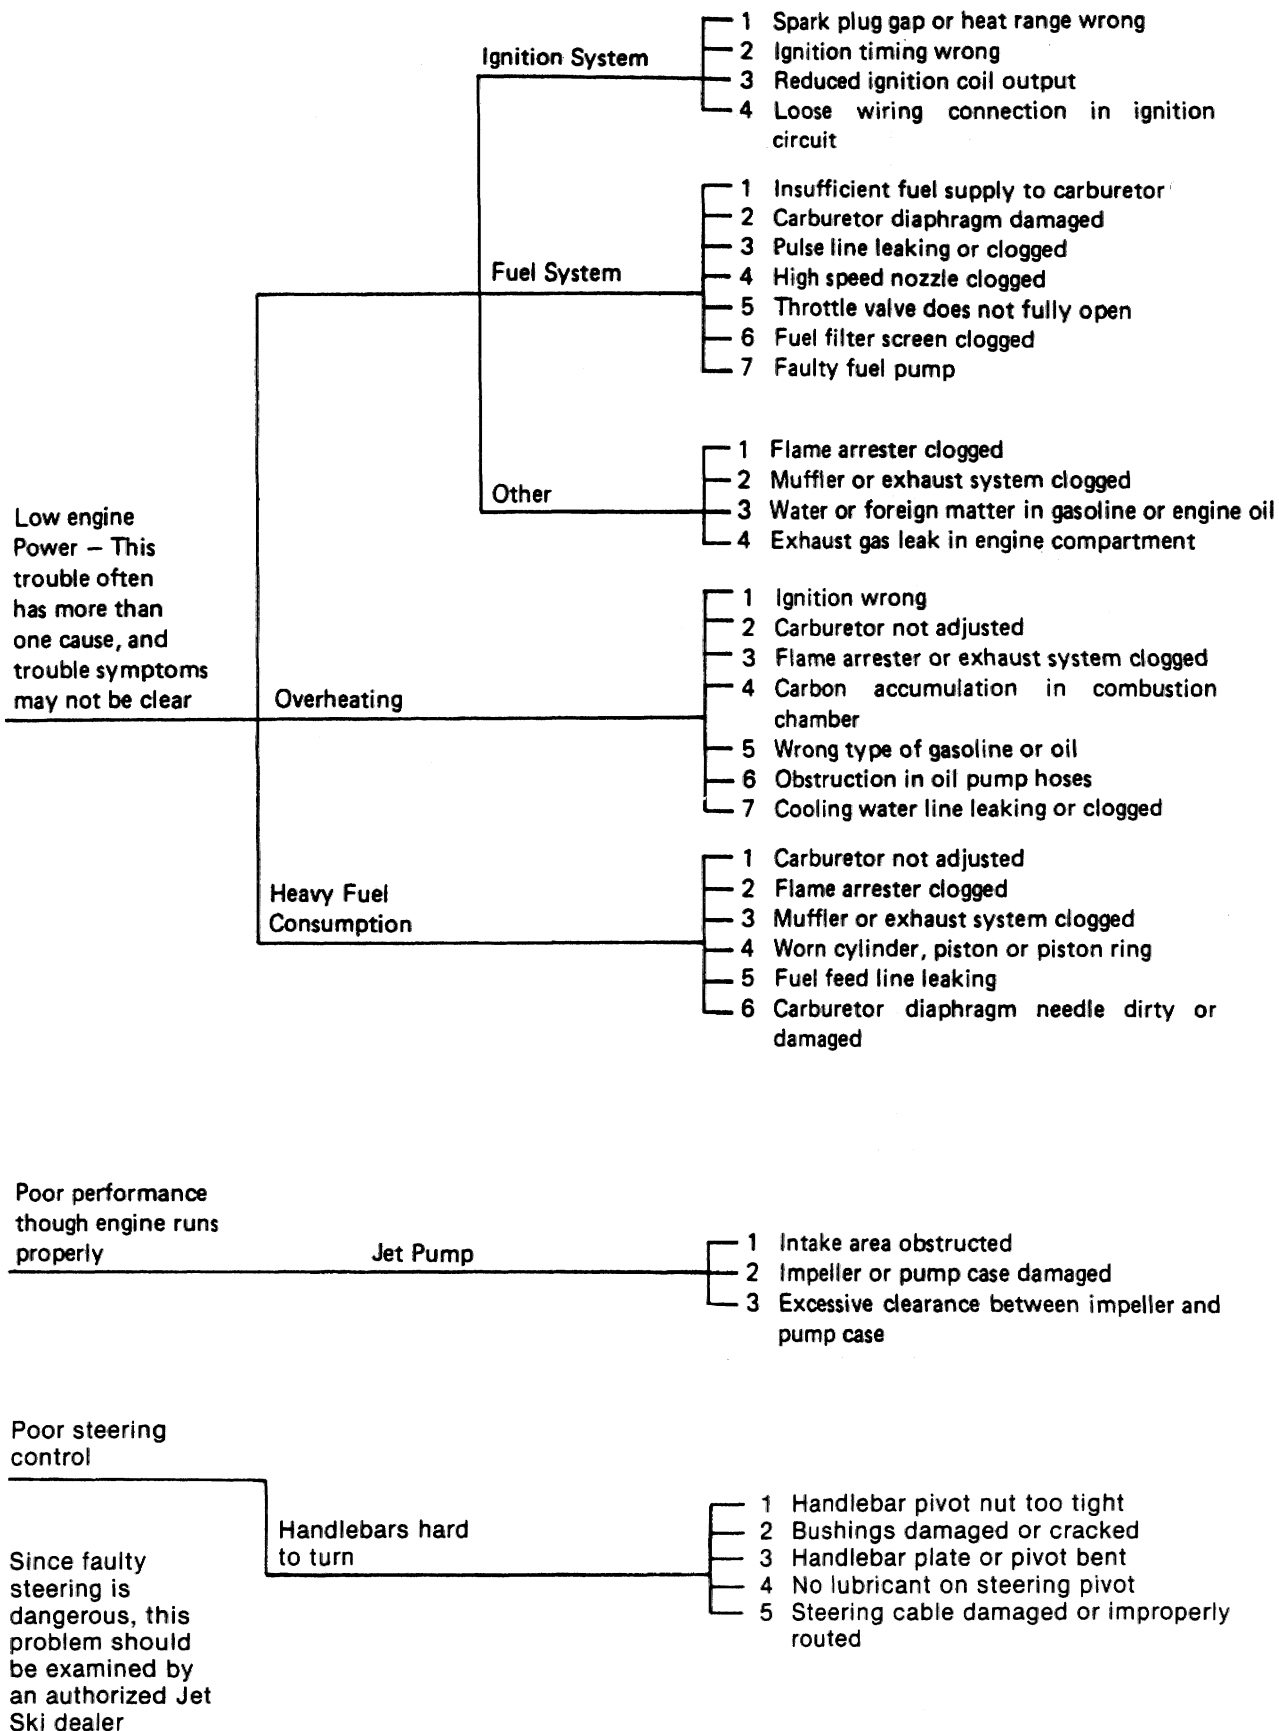 Ignition System
1 Spark plug gap or heat range wrong
2 Ignition timing wrong
3 Reduced ignition coil output
4 Loose wiring connection in ignition
circuit
Fuel System
1 Insufficient fuel supply to carburetor
2 Carburetor diaphragm damaged
3 Pulse line leaking or clogged
4 High speed nozzle clogged
5 Throttle valve does not fully open
6 Fuel filter screen clogged
7 Faulty fuel pump
Other
1 Flame arrester clogged
2 Muffler or exhaust system clogged
3 Water or foreign matter in gasoline or engine oil
4 Exhaust gas leak in engine compartment
Low engine
Power – This
trouble often
has more than
one cause, and
trouble symptoms
may not be clear
Overheating
1 Ignition wrong
2 Carburetor not adjusted
3 Flame arrester or exhaust system clogged
4 Carbon accumulation in combustion
chamber
5 Wrong type of gasoline or oil
6 Obstruction in oil pump hoses
7 Cooling water line leaking or clogged
Heavy Fuel
Consumption
1 Carburetor not adjusted
2 Flame arrester clogged
3 Muffler or exhaust system clogged
4 Worn cylinder, piston or piston ring
5 Fuel feed line leaking
6 Carburetor diaphragm needle dirty or
damaged
Poor performance
though engine runs
properly
Jet Pump
1 Intake area obstructed
2 Impeller or pump case damaged
3 Excessive clearance between impeller and
pump case
Poor steering
control
Handlebars hard
to turn
1 Handlebar pivot nut too tight
2 Bushings damaged or cracked
3 Handlebar plate or pivot bent
4 No lubricant on steering pivot
5 Steering cable damaged or improperly
routed
Since faulty
steering is
dangerous, this
problem should
be examined by
an authorized Jet
Ski dealer